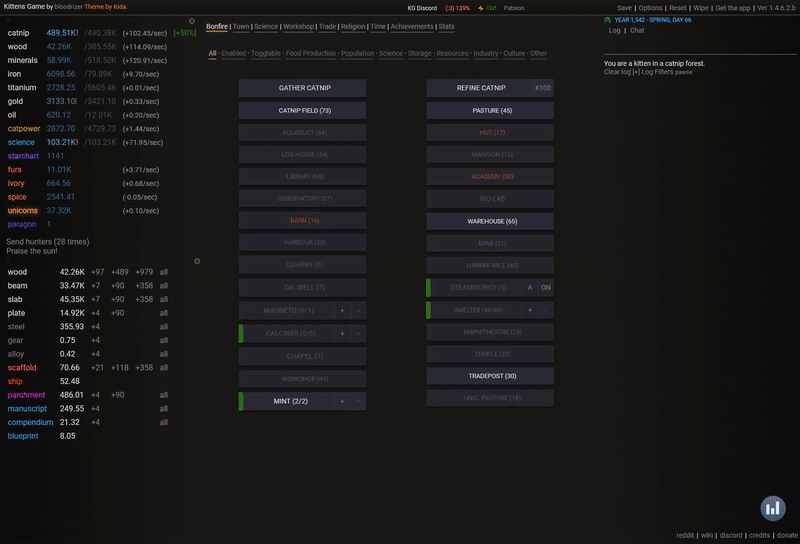 Kittens Game by bloodrizer Theme by Kida.
KG Discord (:3) 139% Patreon
Save | Options | Reset | Wipe | Get the app | Ver 1.4.6.2.b
catnip 489.51K! /490.38K (+102.45/sec) [+50%]
wood 42.26K /385.55K (+114.09/sec)
minerals 58.99K /518.50K (+120.91/sec)
iron 6098.56 /79.89K (+9.70/sec)
titanium 2728.25 /5605.46 (+0.01/sec)
gold 3133.10! /3421.10 (+0.33/sec)
oil 620.12 /12.01K (+0.20/sec)
catpower 2872.70 /4729.73 (+1.44/sec)
science 103.21K! /103.21K (+71.95/sec)
starchart 1141
furs 11.01K (+3.71/sec)
ivory 664.56 (+0.68/sec)
spice 2541.41 (-0.05/sec)
unicorns 37.32K (+0.10/sec)
paragon 1
Send hunters (28 times)
Praise the sun!
wood 42.26K +97 +489 +979 all
beam 33.47K +7 +90 +358 all
slab 45.35K +7 +90 +358 all
plate 14.92K +4 +90 all
steel 355.93 +4 all
gear 0.75 +4 all
alloy 0.42 +4 all
scaffold 70.66 +21 +118 +358 all
ship 52.48
parchment 486.01 +4 +90 all
manuscript 249.55 +4 all
compendium 21.32 +4 all
blueprint 8.05
Bonfire | Town | Science | Workshop | Trade | Religion | Time | Achievements | Stats
All · Enabled · Togglable · Food Production · Population · Science · Storage · Resources · Industry · Culture · Other
GATHER CATNIP
REFINE CATNIP X100
CATNIP FIELD (73)
PASTURE (45)
AQUEDUCT (68)
HUT (17)
LOG HOUSE (54)
MANSION (13)
LIBRARY (64)
ACADEMY (53)
OBSERVATORY (27)
BIO LAB
BARN (16)
WAREHOUSE (65)
HARBOUR (33)
MINE (51)
QUARRY (6)
LUMBER MILL (40)
OIL WELL (7)
STEAMWORKS (3) A ON
MAGNETO (0/1) + -
SMELTER (46/46) + -
CALCINER (5/5) + -
AMPHITHEATRE (29)
CHAPEL (7)
TEMPLE (25)
WORKSHOP (43)
TRADEPOST (30)
MINT (2/2) + -
UNIC. PASTURE (18)
YEAR 1,542 - SPRING, DAY 66
Log | Chat
You are a kitten in a catnip forest.
Clear log [+] Log Filters pawse
reddit | wiki | discord | credits | donate